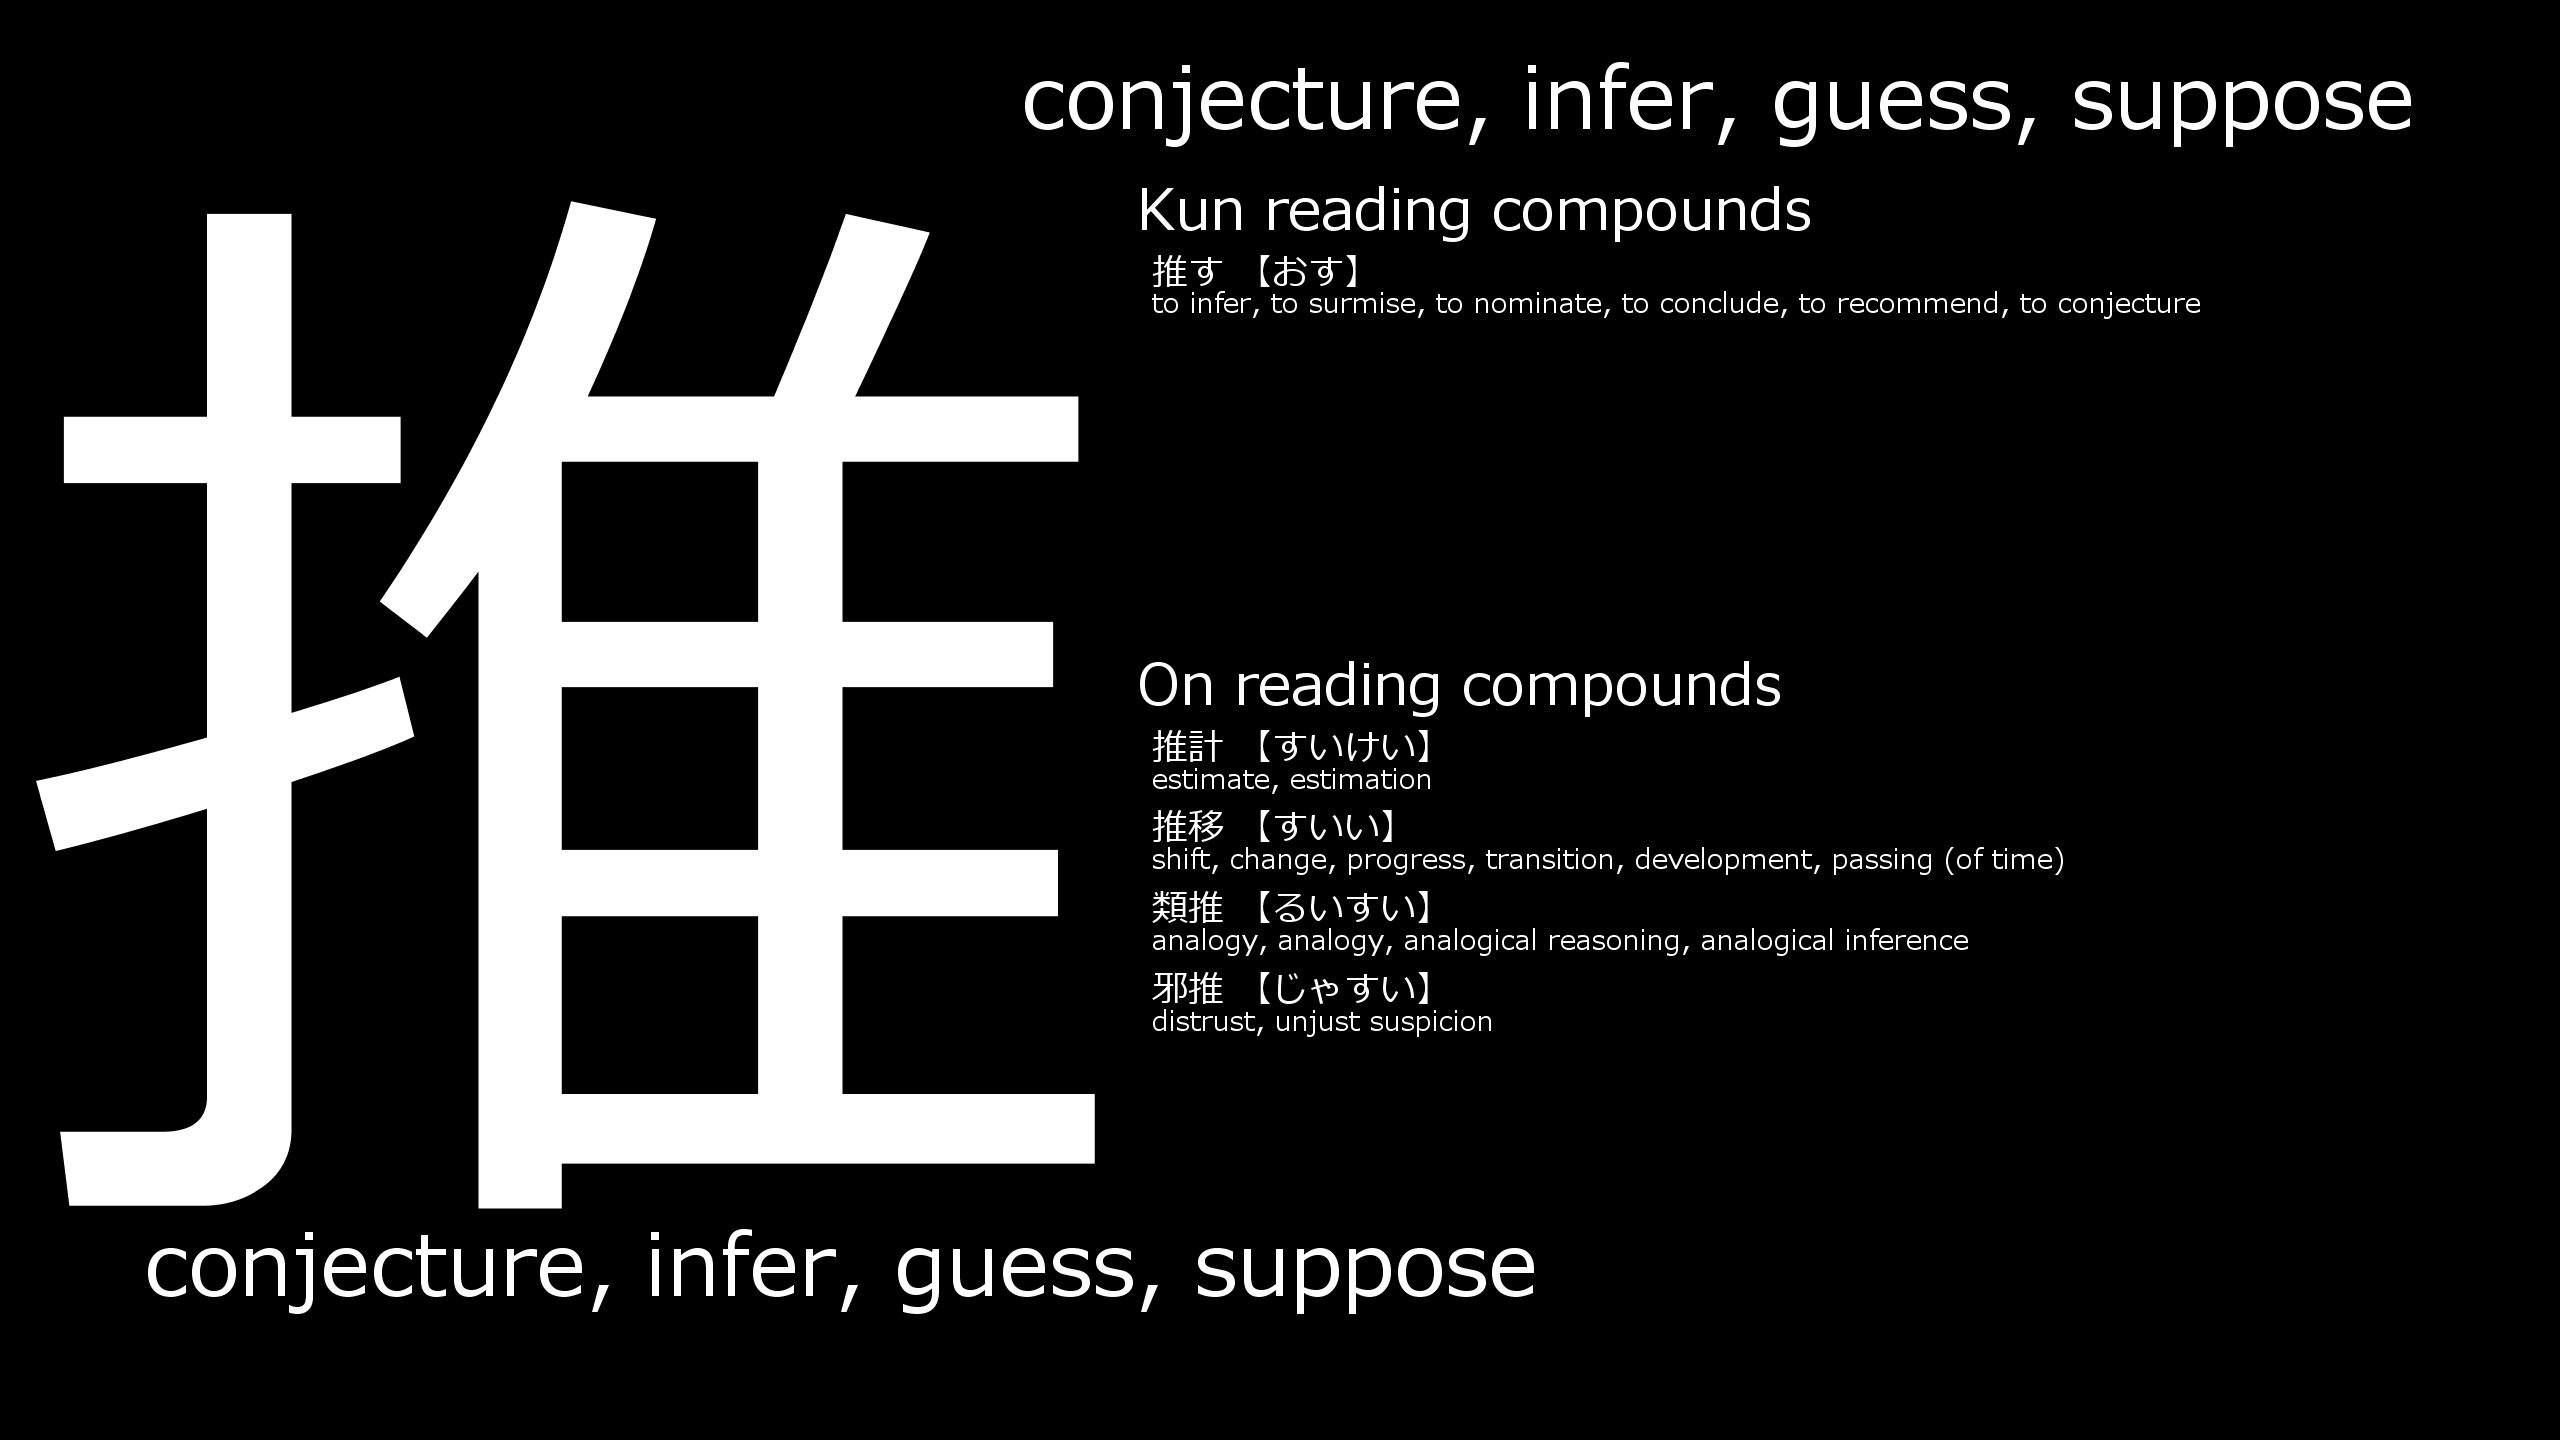 conjecture, infer, guess, suppose
推
Kun reading compounds
推す 【おす】
to infer, to surmise, to nominate, to conclude, to recommend, to conjecture
On reading compounds
推計 【すいけい】
estimate, estimation
推移 【すいい】
shift, change, progress, transition, development, passing (of time)
類推 【るいすい】
analogy, analogy, analogical reasoning, analogical inference
邪推 【じゃすい】
distrust, unjust suspicion
conjecture, infer, guess, suppose